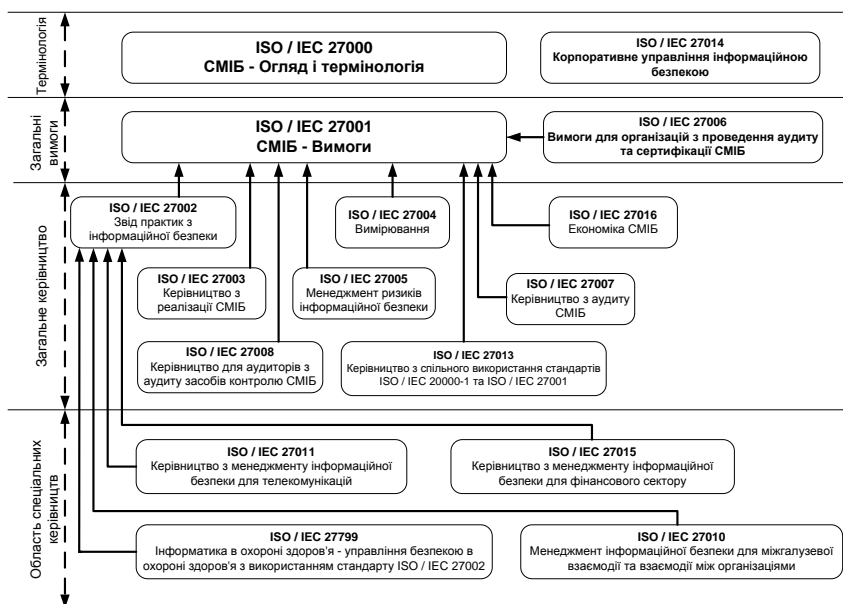 Термінологія
ISO / IEC 27000
СМІБ - Огляд і термінологія
ISO / IEC 27014
Корпоративне управління інформаційною
безпекою
Загальні
вимоги
ISO / IEC 27001
СМІБ - Вимоги
ISO / IEC 27006
Вимоги для організацій з проведення аудиту
та сертифікації СМІБ
Загальне керівництво
ISO / IEC 27002
Звід практик з
інформаційної безпеки
ISO / IEC 27004
Вимірювання
ISO / IEC 27016
Економіка СМІБ
ISO / IEC 27003
Керівництво з
реалізації СМІБ
ISO / IEC 27005
Менеджмент ризиків
інформаційної безпеки
ISO / IEC 27007
Керівництво з аудиту
СМІБ
ISO / IEC 27008
Керівництво для аудиторів з
аудиту засобів контролю СМІБ
ISO / IEC 27013
Керівництво з спільного використання стандартів
ISO / IEC 20000-1 та ISO / IEC 27001
Область спеціальних
керівництв
ISO / IEC 27011
Керівництво з менеджменту інформаційної
безпеки для телекомунікацій
ISO / IEC 27015
Керівництво з менеджменту інформаційної
безпеки для фінансового сектору
ISO / IEC 27799
Інформатика в охороні здоров'я - управління безпекою в
охороні здоров'я з використанням стандарту ISO / IEC 27002
ISO / IEC 27010
Менеджмент інформаційної безпеки для міжгалузевої
взаємодії та взаємодії між організаціями